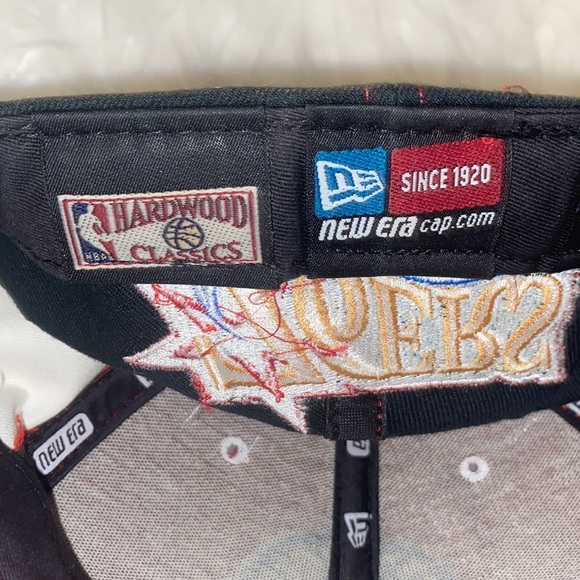 HARDWOOD
CLASSICS
NBA
SINCE 1920
NEW ERA cap.com
NEW ERA